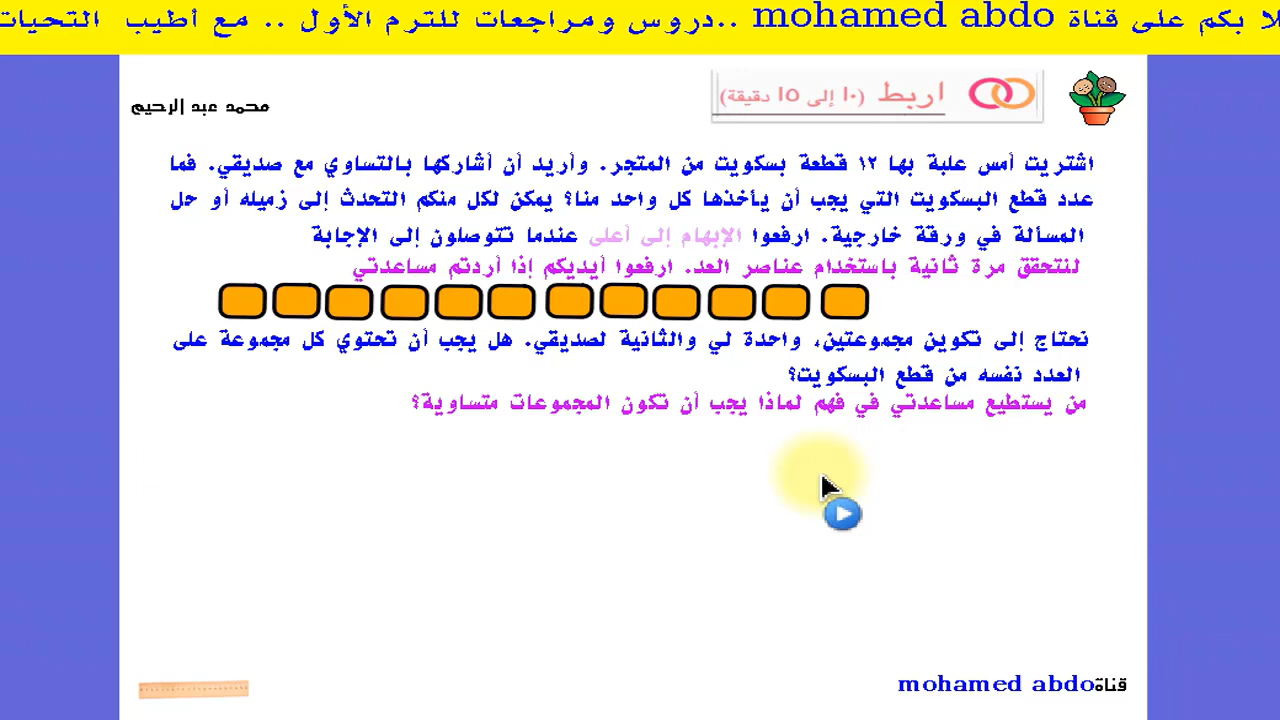 لا بكم على قناة mohamed abdo ..دروس ومراجعات للترم الأول .. مع أطيب التحيات
اربط (١٠ إلى ١٥ دقيقة)
محمد عبد الرحيم
اشتريت أمس علبة بها ١٢ قطعة بسكويت من المتجر. وأريد أن أشاركها بالتساوي مع صديقي. فما
عدد قطع البسكويت التي يجب أن يأخذها كل واحد منا؟ يمكن لكل منكم التحدث إلى زميله أو حل
المسألة في ورقة خارجية. ارفعوا الإبهام إلى أعلى عندما تتوصلون إلى الإجابة
لنتحقق مرة ثانية باستخدام عناصر العد. ارفعوا أيديكم إذا أردتم مساعدتي
نحتاج إلى تكوين مجموعتين، واحدة لي والثانية لصديقي. هل يجب أن تحتوي كل مجموعة على
العدد نفسه من قطع البسكويت؟
من يستطيع مساعدتي في فهم لماذا يجب أن تكون المجموعات متساوية؟
قناة mohamed abdo